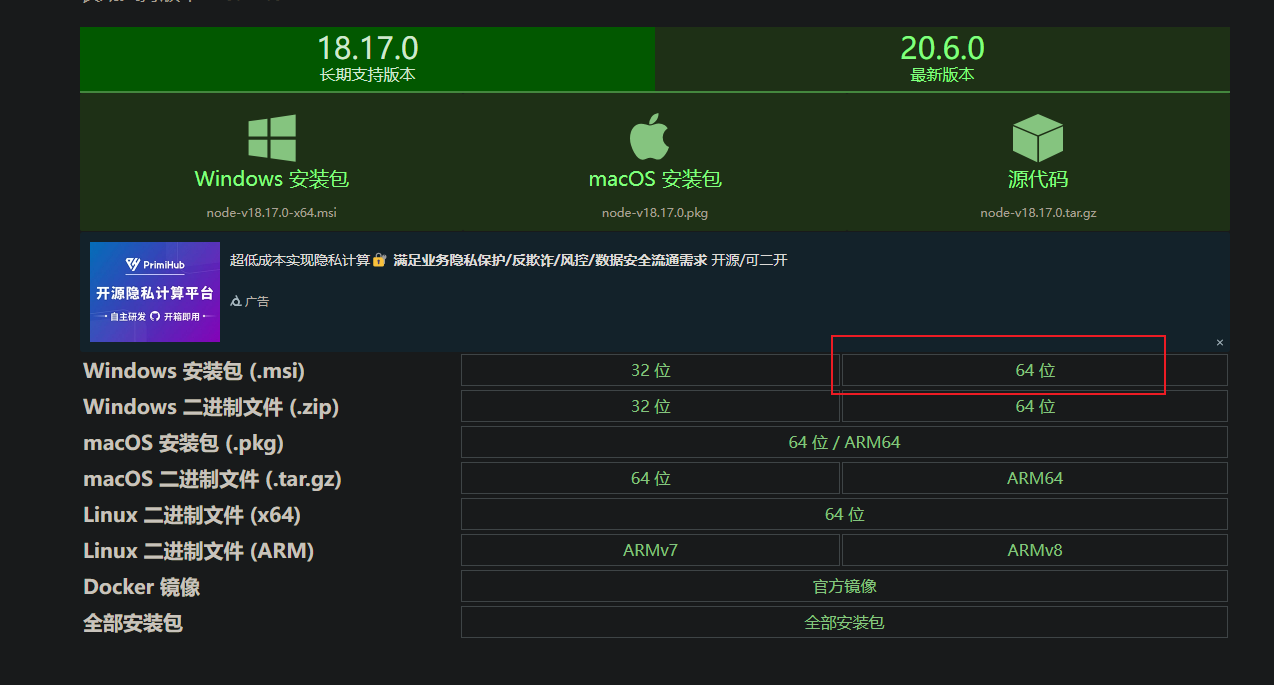 18.17.0
长期支持版本
20.6.0
最新版本
Windows 安装包
node-v18.17.0-x64.msi
macOS 安装包
node-v18.17.0.pkg
源代码
node-v18.17.0.tar.gz
PrimiHub
开源隐私计算平台
自主研发 开箱即用
超低成本实现隐私计算🔐 满足业务隐私保护/反欺诈/风控/数据安全流通需求 开源/可二开
广告
×
Windows 安装包 (.msi) 32 位 64 位
Windows 二进制文件 (.zip) 32 位 64 位
macOS 安装包 (.pkg) 64 位 / ARM64
macOS 二进制文件 (.tar.gz) 64 位 ARM64
Linux 二进制文件 (x64) 64 位
Linux 二进制文件 (ARM) ARMv7 ARMv8
Docker 镜像 官方镜像
全部安装包 全部安装包